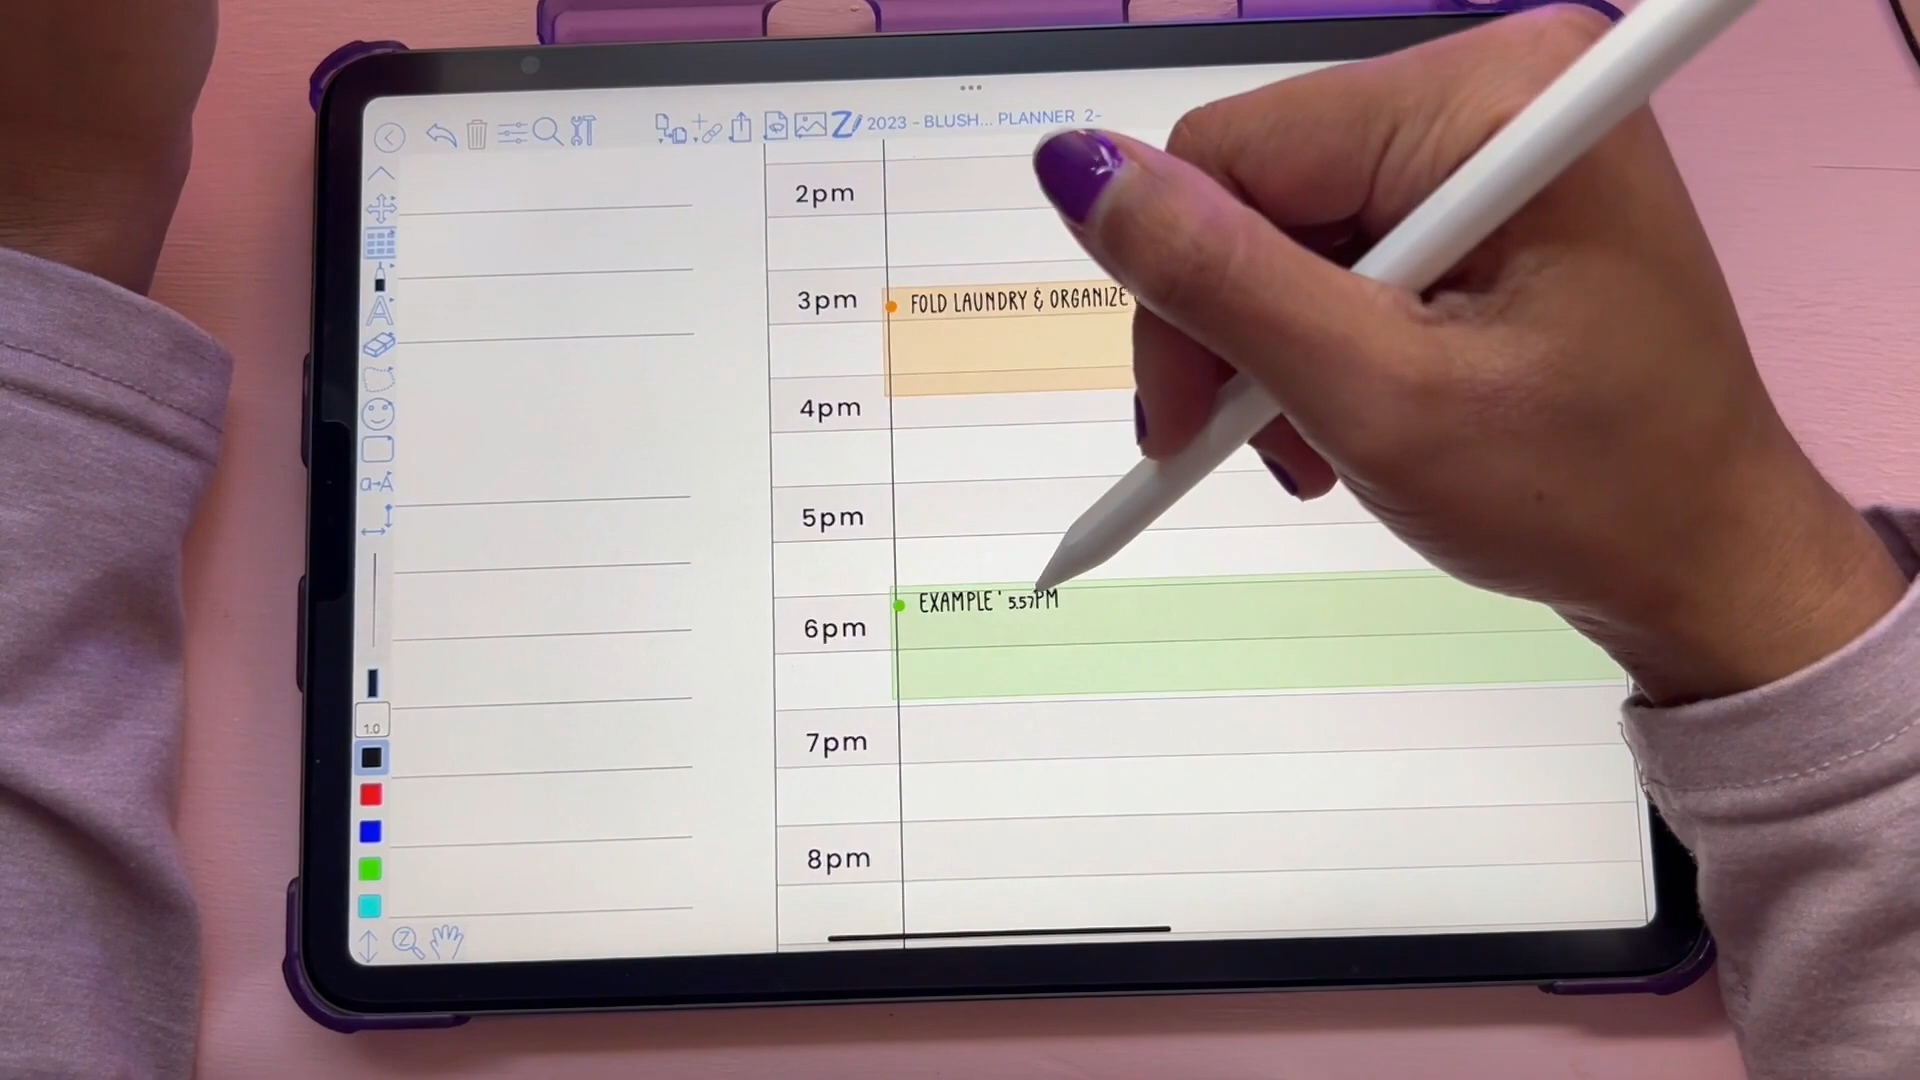 2023 - BLUSH... PLANNER 2-
2pm
3pm
FOLD LAUNDRY & ORGANIZE
4pm
5pm
EXAMPLE ' 5.57PM
6pm
7pm
8pm
A
a→A
1.0
Z
Z